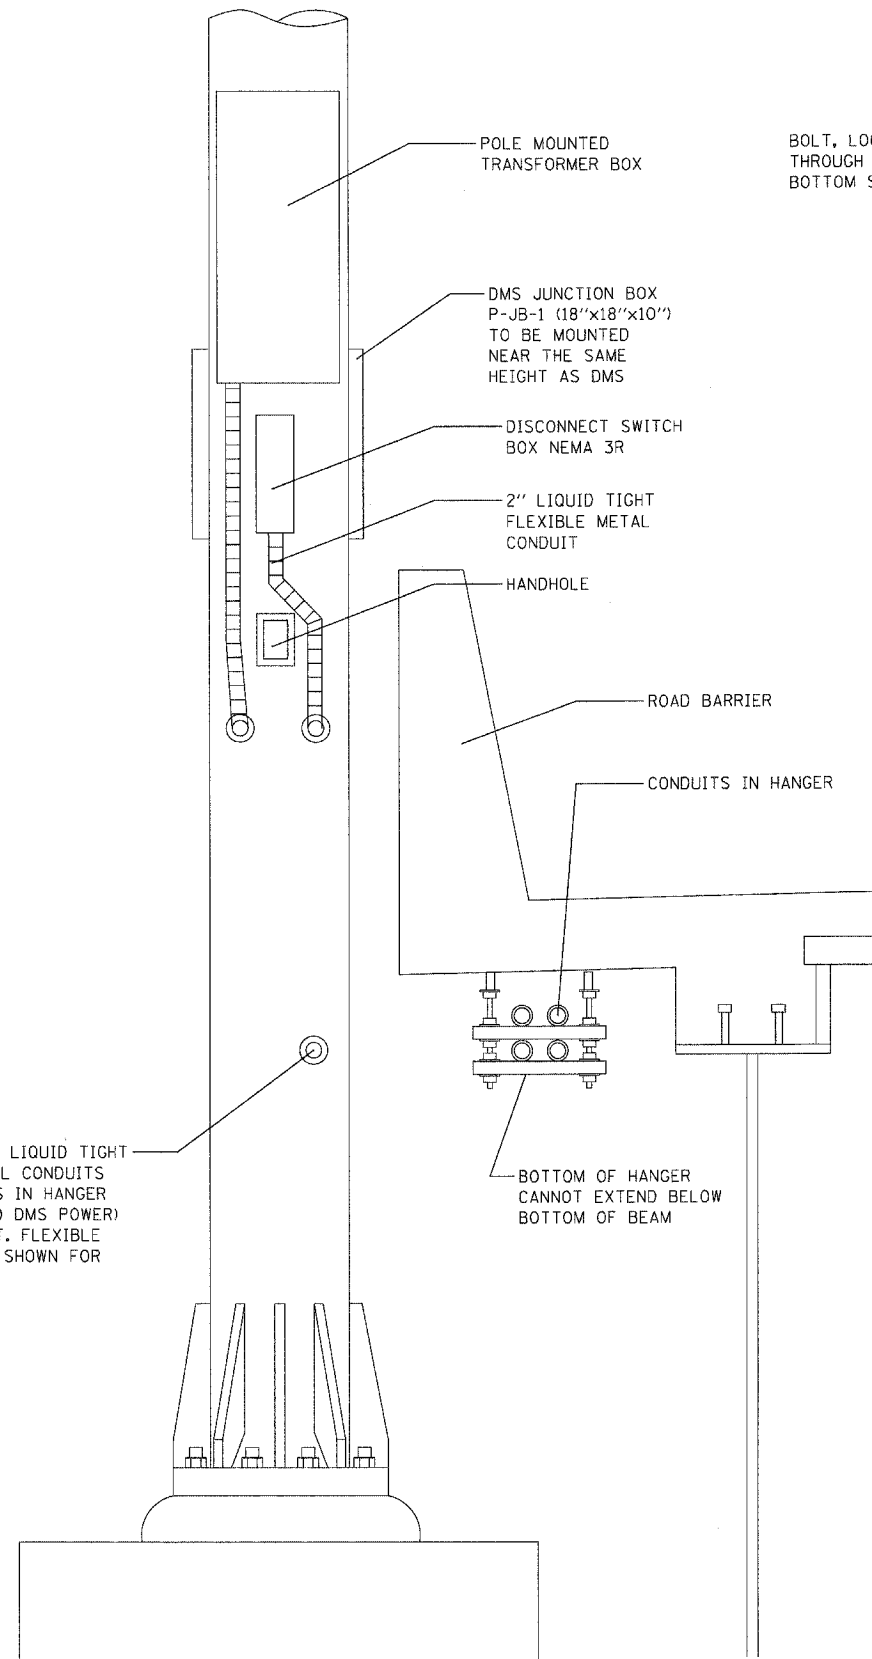 POLE MOUNTED
TRANSFORMER BOX
BOLT,
THROUGH
BOTTOM
DMS JUNCTION BOX
P-JB-1 (18"x18"x10")
TO BE MOUNTED
NEAR THE SAME
HEIGHT AS DMS
DISCONNECT SWITCH
BOX NEMA 3R
2" LIQUID TIGHT
FLEXIBLE METAL
CONDUIT
HANDHOLE
ROAD BARRIER
CONDUITS IN HANGER
LIQUID TIGHT
CONDUITS
IN HANGER
DMS POWER)
FLEXIBLE
SHOWN FOR
BOTTOM OF HANGER
CANNOT EXTEND BELOW
BOTTOM OF BEAM